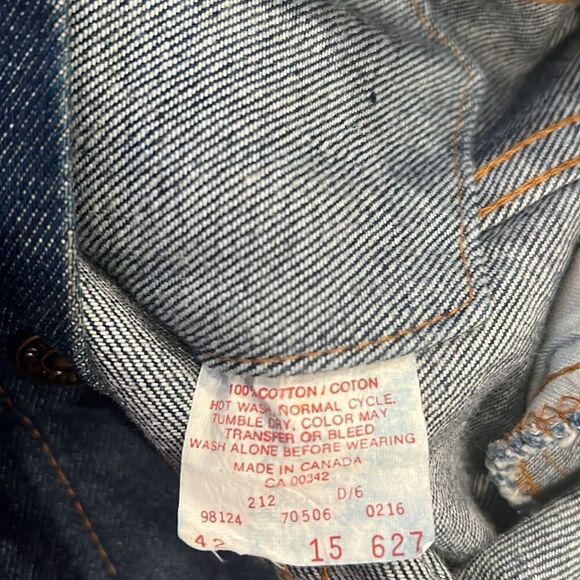 100% COTTON / COTON
HOT WASH NORMAL CYCLE.
TUMBLE DRY, COLOR MAY
TRANSFER OR BLEED
WASH ALONE BEFORE WEARING
MADE IN CANADA
CA 00342
212 D/6
98124 70506 0216
42 15 627